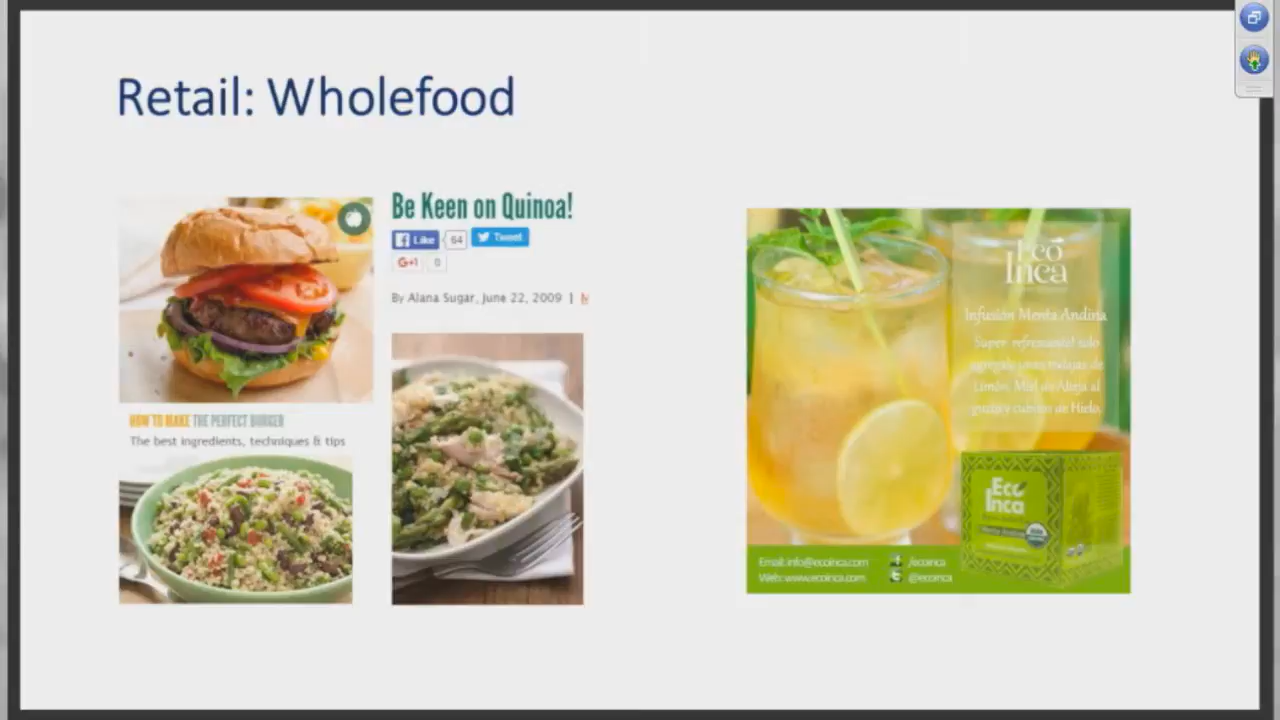 Retail: Wholefood
Be Keen on Quinoa!
Like 64 Tweet
G+1 0
By Alana Sugar, June 22, 2009 |
HOW TO MAKE THE PERFECT BURGER
The best ingredients, techniques & tips
Eco
Inca
Infusión Menta Andina
Super refrescante! solo
agregale unas rodajas de
Limón, Miel de Abeja al
gusto y cubitos de Hielo.
Eco
Inca
Email: info@ecoinca.com
/ecoinca
Web: www.ecoinca.com
@ecoinca